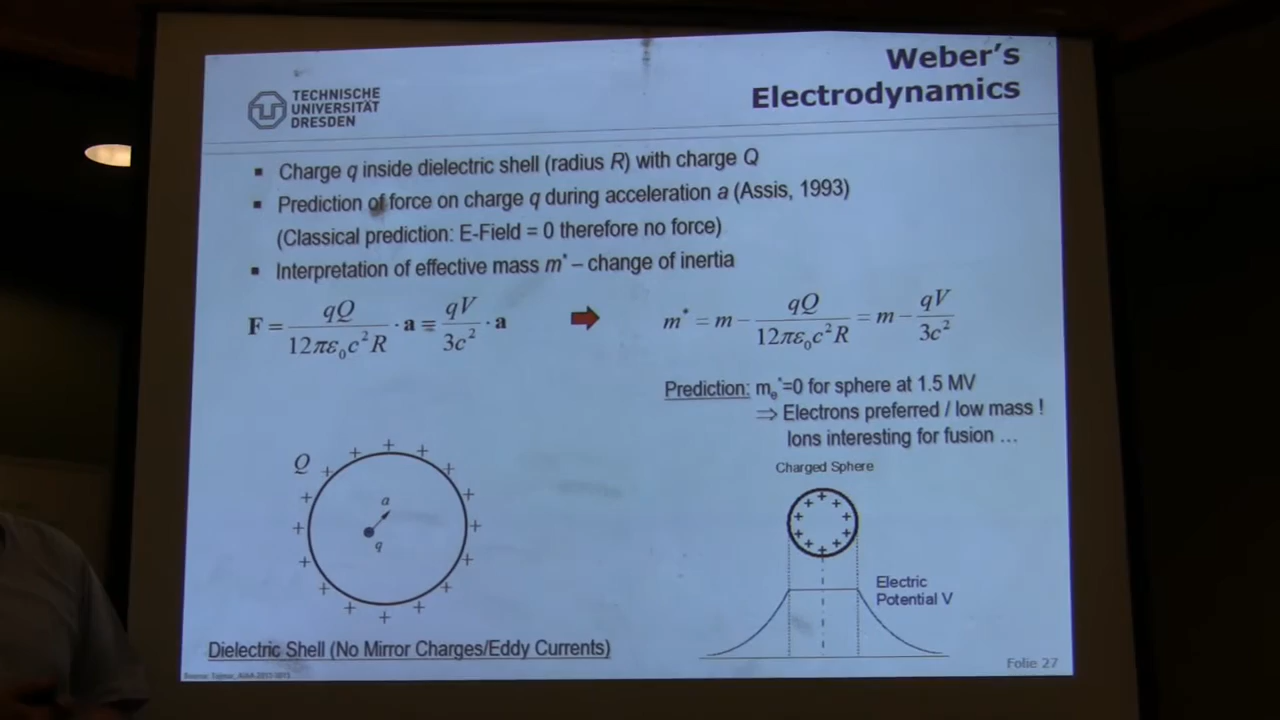 Weber's
Electrodynamics
TECHNISCHE
UNIVERSITÄT
DRESDEN
▪ Charge q inside dielectric shell (radius R) with charge Q
▪ Prediction of force on charge q during acceleration a (Assis, 1993)
(Classical prediction: E-Field = 0 therefore no force)
▪ Interpretation of effective mass m* – change of inertia
F = qQ / 12πε₀c²R · a = qV / 3c² · a
m* = m − qQ / 12πε₀c²R = m − qV / 3c²
Prediction: mₑ*=0 for sphere at 1.5 MV
⇒ Electrons preferred / low mass !
Ions interesting for fusion ...
Charged Sphere
Q
a
q
Electric
Potential V
Dielectric Shell (No Mirror Charges/Eddy Currents)
Folie 27